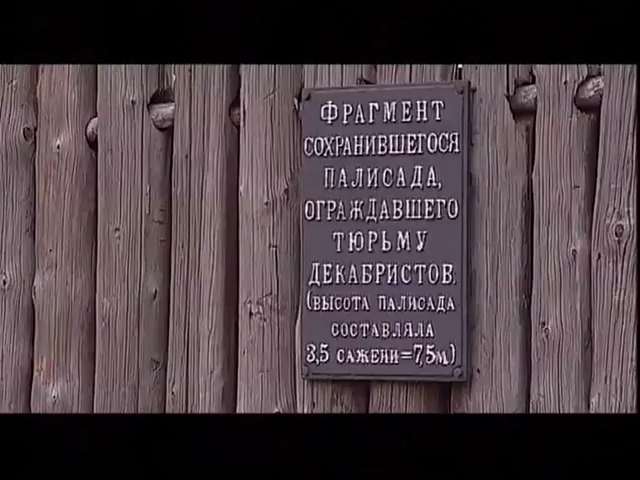 ФРАГМЕНТ
СОХРАНИВШЕГОСЯ
ПАЛИСАДА,
ОГРАЖДАВШЕГО
ТЮРЬМУ
ДЕКАБРИСТОВ.
(ВЫСОТА ПАЛИСАДА
СОСТАВЛЯЛА
3,5 САЖЕНИ=7,5М.)